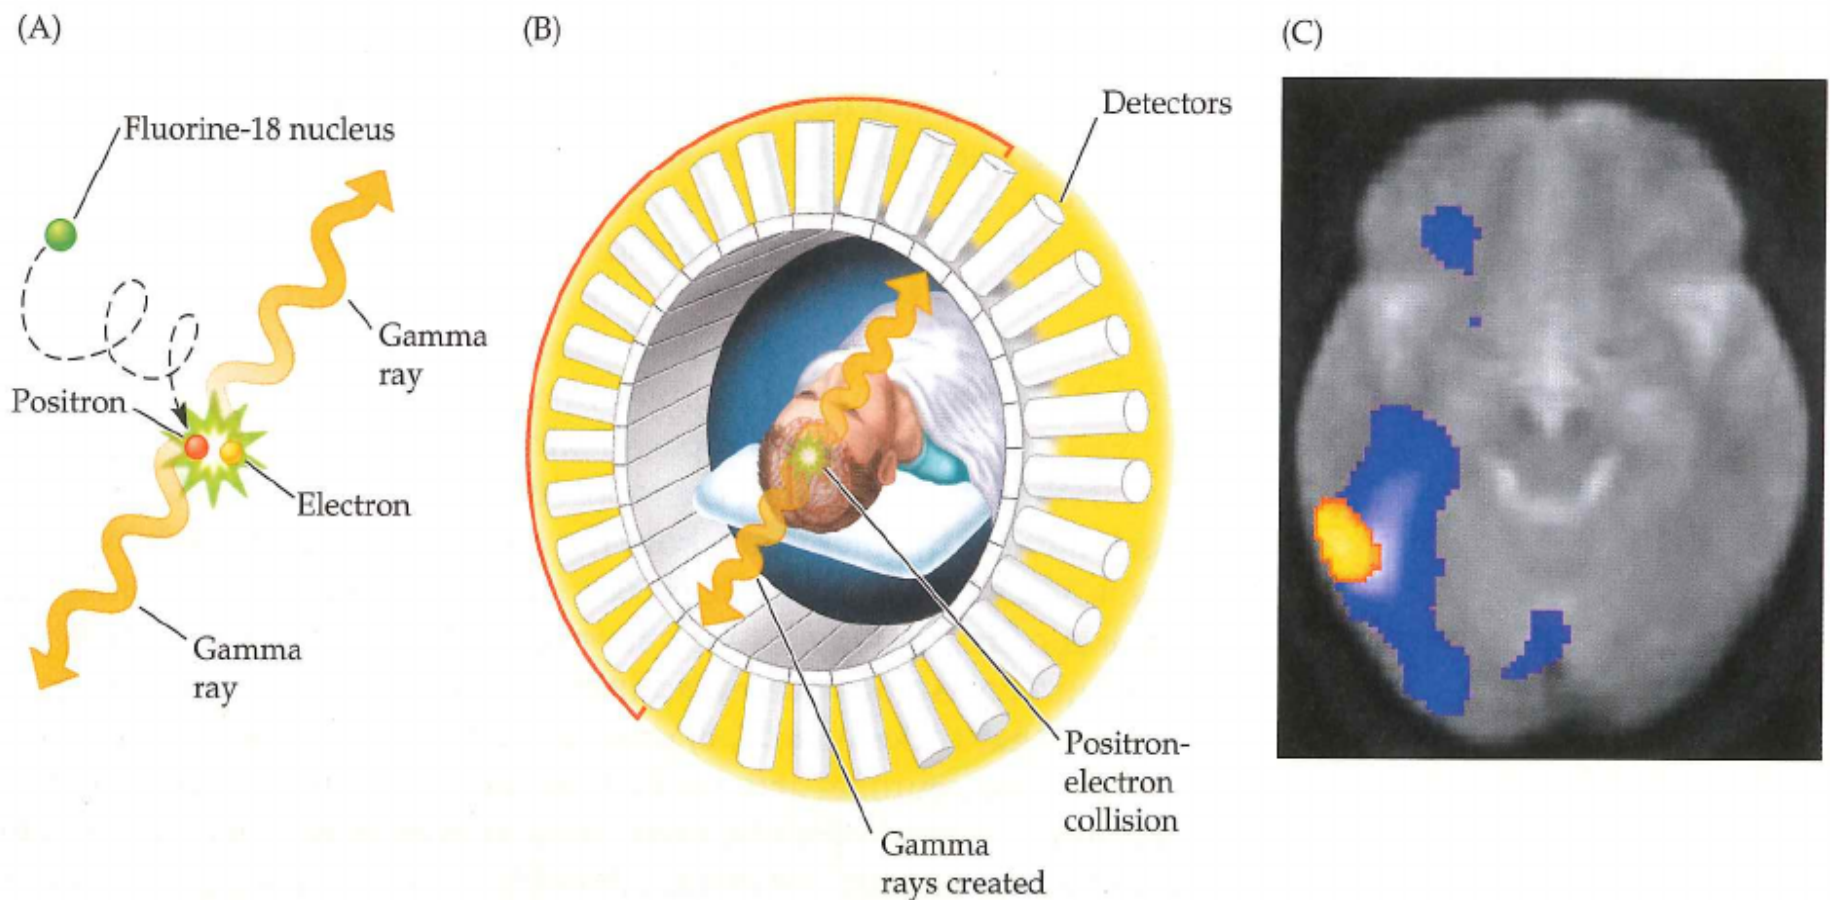 (A)
Fluorine-18 nucleus
Gamma
ray
Positron
Electron
Gamma
ray
(B)
Detectors
Positron-
electron
collision
Gamma
rays created
(C)